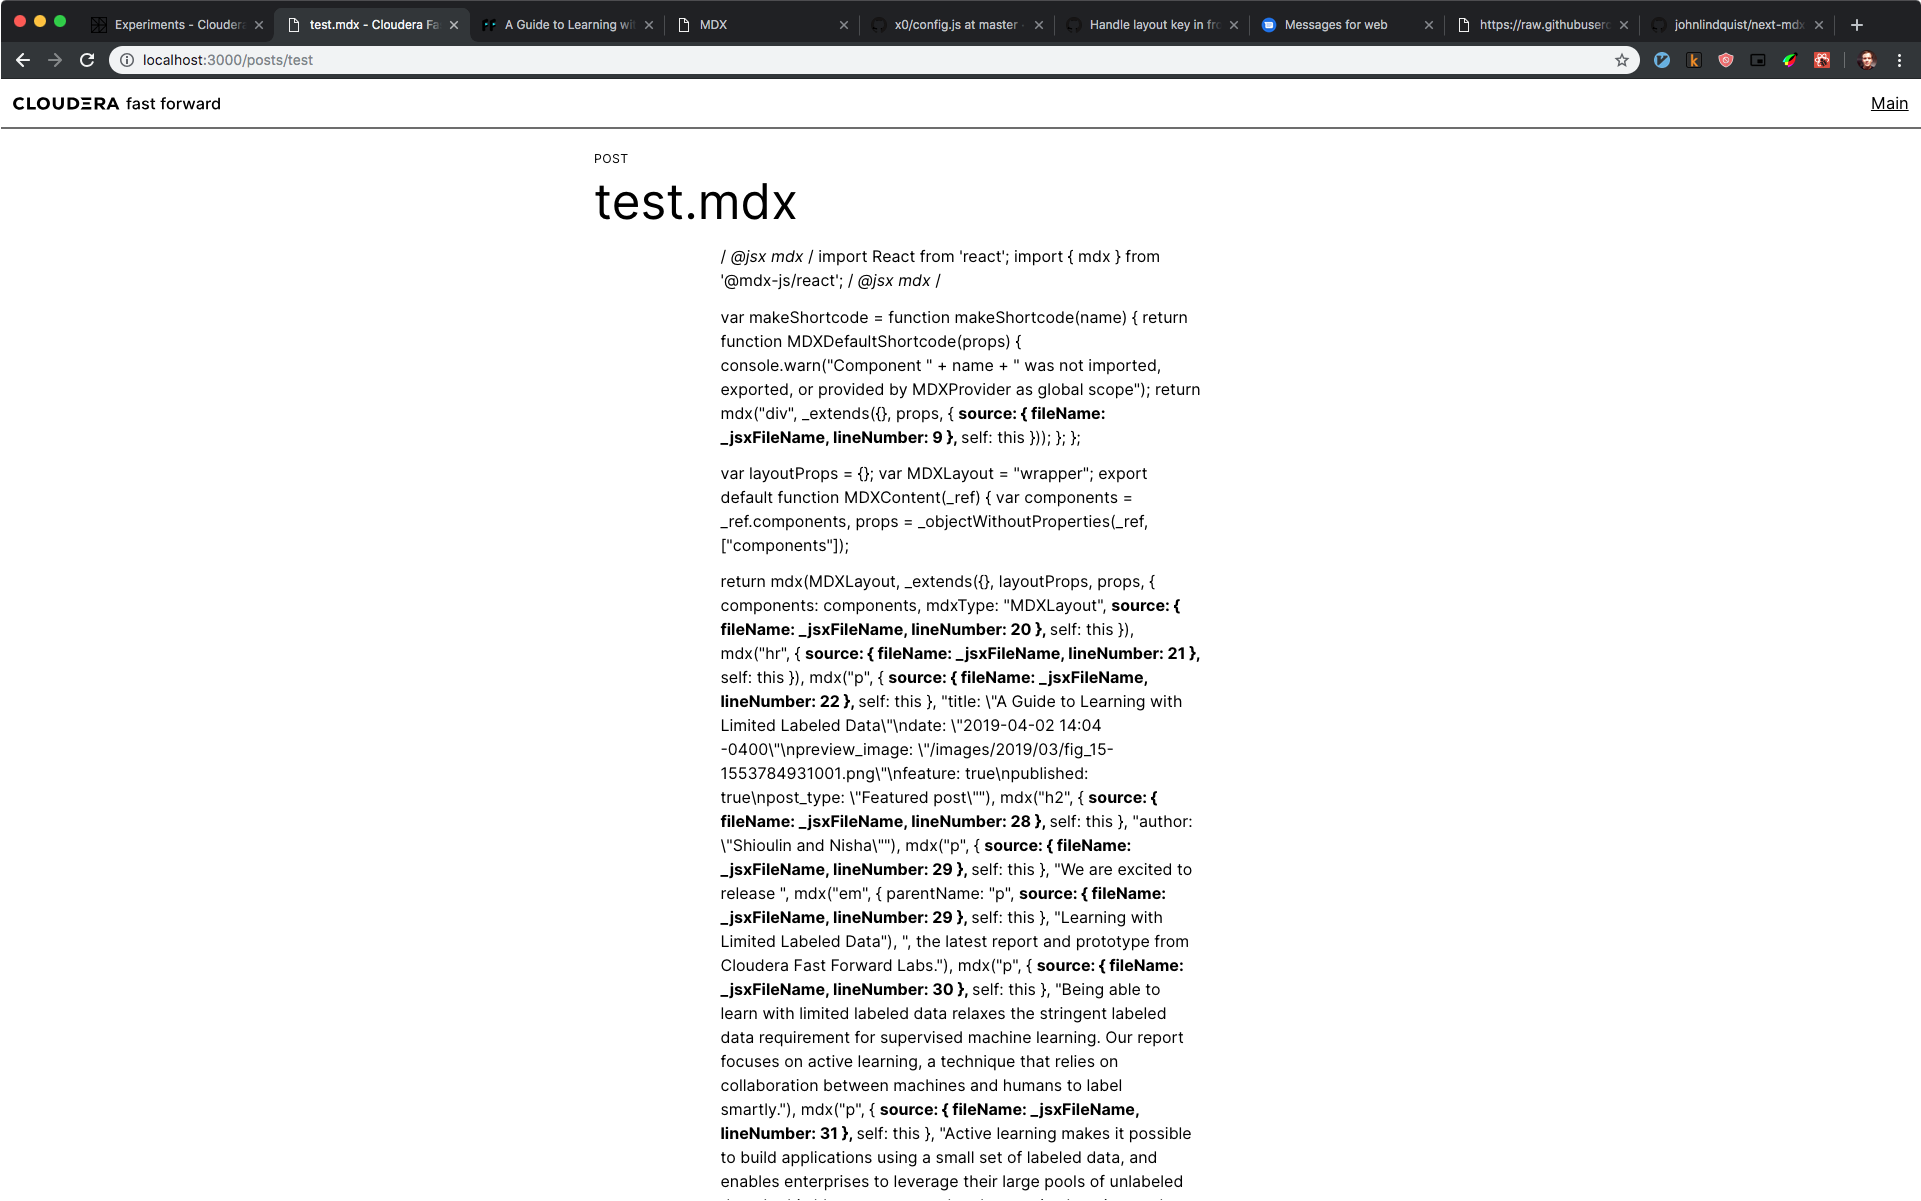 Experiments - Cloudera
test.mdx - Cloudera Fa
A Guide to Learning wit
MDX
x0/config.js at master
Handle layout key in fro
Messages for web
https://raw.githubuserc
johnlindquist/next-mdx
localhost:3000/posts/test
CLOUDERA fast forward
Main
POST
test.mdx
/ @jsx mdx / import React from 'react'; import { mdx } from
'@mdx-js/react'; / @jsx mdx /
var makeShortcode = function makeShortcode(name) { return
function MDXDefaultShortcode(props) {
console.warn("Component " + name + " was not imported,
exported, or provided by MDXProvider as global scope"); return
mdx("div", _extends({}, props, { source: { fileName:
_jsxFileName, lineNumber: 9 }, self: this })); }; };
var layoutProps = {}; var MDXLayout = "wrapper"; export
default function MDXContent(_ref) { var components =
_ref.components, props = _objectWithoutProperties(_ref,
["components"]);
return mdx(MDXLayout, _extends({}, layoutProps, props, {
components: components, mdxType: "MDXLayout", source: {
fileName: _jsxFileName, lineNumber: 20 }, self: this }),
mdx("hr", { source: { fileName: _jsxFileName, lineNumber: 21 },
self: this }), mdx("p", { source: { fileName: _jsxFileName,
lineNumber: 22 }, self: this }, "title: \"A Guide to Learning with
Limited Labeled Data\"\ndate: \"2019-04-02 14:04
-0400\"\npreview_image: \"/images/2019/03/fig_15-
1553784931001.png\"\nfeature: true\npublished:
true\npost_type: \"Featured post\""), mdx("h2", { source: {
fileName: _jsxFileName, lineNumber: 28 }, self: this }, "author:
\"Shioulin and Nisha\""), mdx("p", { source: { fileName:
_jsxFileName, lineNumber: 29 }, self: this }, "We are excited to
release ", mdx("em", { parentName: "p", source: { fileName:
_jsxFileName, lineNumber: 29 }, self: this }, "Learning with
Limited Labeled Data"), ", the latest report and prototype from
Cloudera Fast Forward Labs."), mdx("p", { source: { fileName:
_jsxFileName, lineNumber: 30 }, self: this }, "Being able to
learn with limited labeled data relaxes the stringent labeled
data requirement for supervised machine learning. Our report
focuses on active learning, a technique that relies on
collaboration between machines and humans to label
smartly."), mdx("p", { source: { fileName: _jsxFileName,
lineNumber: 31 }, self: this }, "Active learning makes it possible
to build applications using a small set of labeled data, and
enables enterprises to leverage their large pools of unlabeled